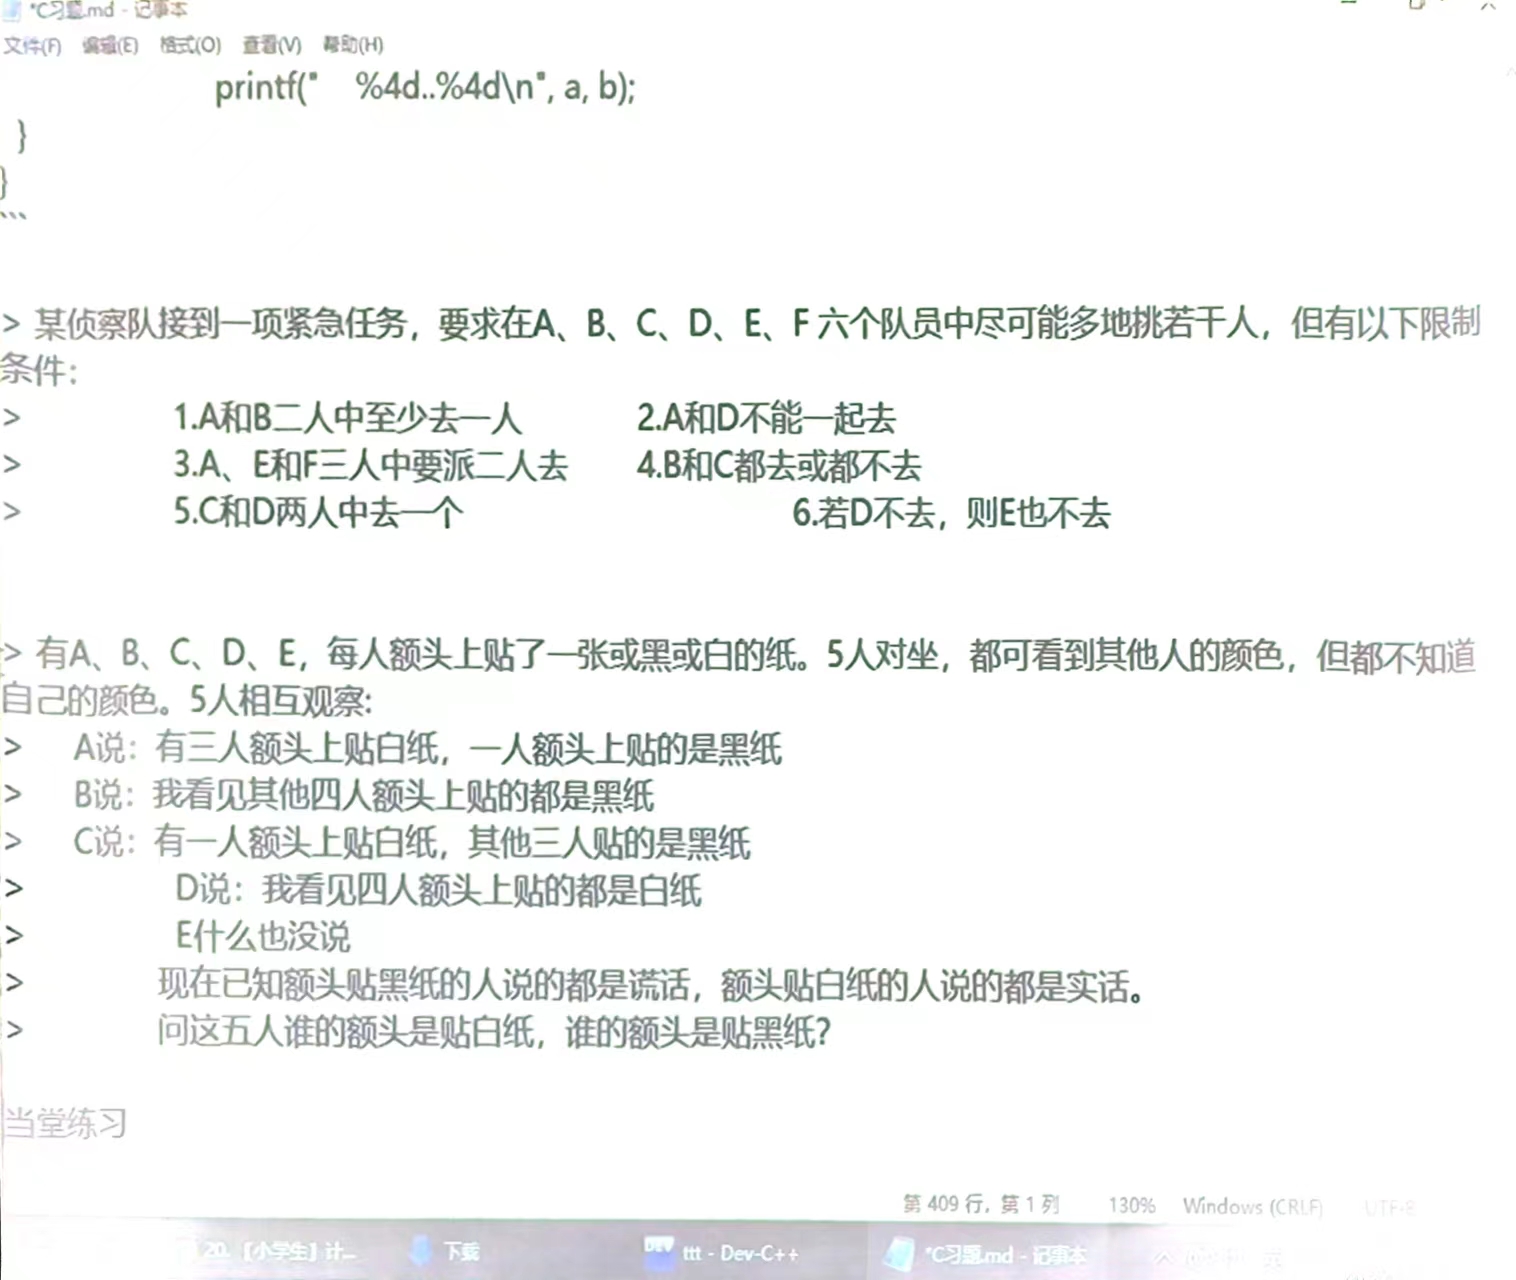 *C习题.md - 记事本
文件(F) 编辑(E) 格式(O) 查看(V) 帮助(H)
printf("    %4d..%4d\n", a, b);
}
}
```
> 某侦察队接到一项紧急任务，要求在A、B、C、D、E、F 六个队员中尽可能多地挑若干人，但有以下限制
条件：
> 1.A和B二人中至少去一人 2.A和D不能一起去
> 3.A、E和F三人中要派二人去 4.B和C都去或都不去
> 5.C和D两人中去一个 6.若D不去，则E也不去
> 有A、B、C、D、E，每人额头上贴了一张或黑或白的纸。5人对坐，都可看到其他人的颜色，但都不知道
自己的颜色。5人相互观察:
> A说：有三人额头上贴白纸，一人额头上贴的是黑纸
> B说：我看见其他四人额头上贴的都是黑纸
> C说：有一人额头上贴白纸，其他三人贴的是黑纸
> D说：我看见四人额头上贴的都是白纸
> E什么也没说
> 现在已知额头贴黑纸的人说的都是谎话，额头贴白纸的人说的都是实话。
> 问这五人谁的额头是贴白纸，谁的额头是贴黑纸?
当堂练习
第 409 行，第 1 列 130% Windows (CRLF) UTF-8
20.【小学生】计... 下载 ttt - Dev-C++ *C习题.md - 记事本